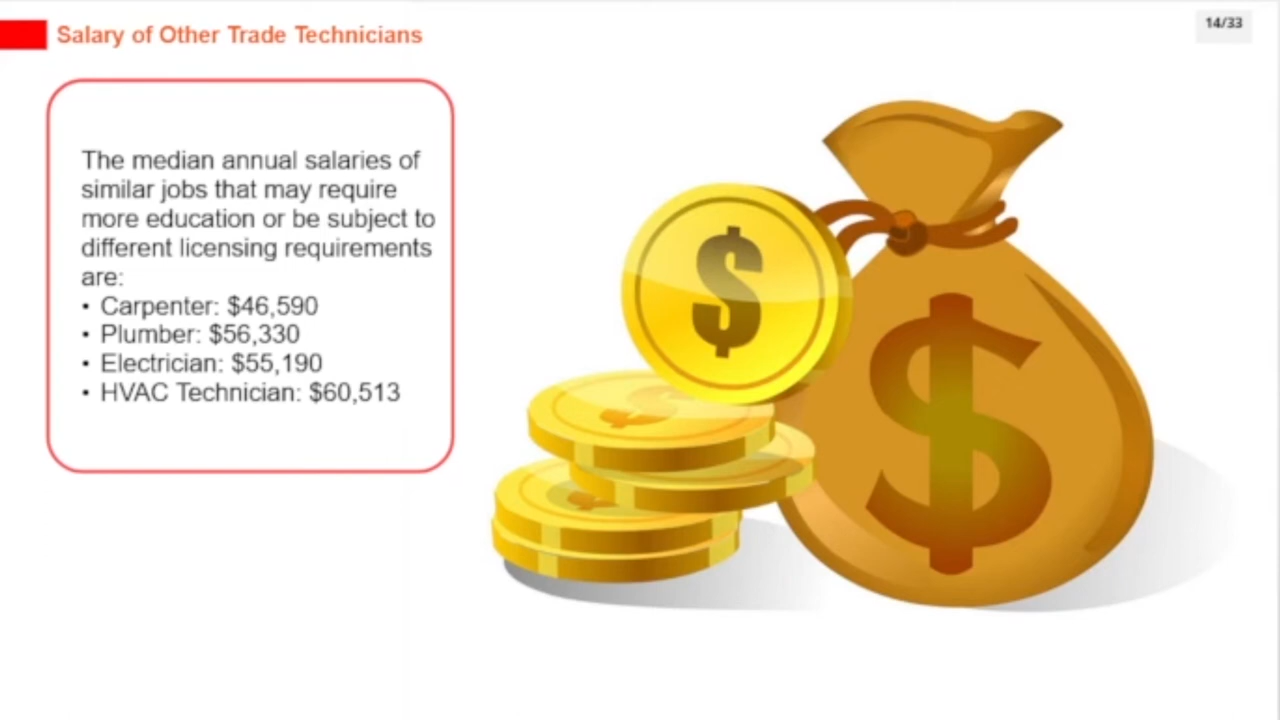 Salary of Other Trade Technicians
14/33
The median annual salaries of
similar jobs that may require
more education or be subject to
different licensing requirements
are:
• Carpenter: $46,590
• Plumber: $56,330
• Electrician: $55,190
• HVAC Technician: $60,513
$
$